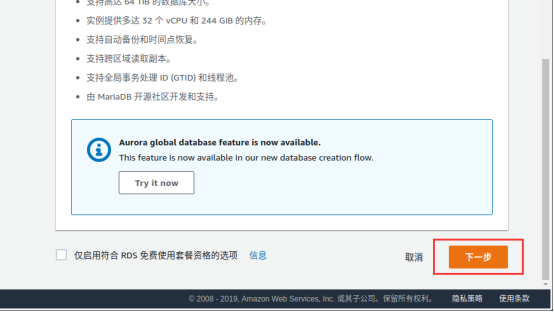 支持高达 64 TiB 的数据库大小。
实例提供多达 32 个 vCPU 和 244 GiB 的内存。
支持自动备份和时间点恢复。
支持跨区域读取副本。
支持全局事务处理 ID (GTID) 和线程池。
由 MariaDB 开源社区开发和支持。
Aurora global database feature is now available.
This feature is now available in our new database creation flow.
Try it now
仅启用符合 RDS 免费使用套餐资格的选项 信息 取消 下一步
© 2008 - 2019, Amazon Web Services, Inc. 或其子公司。保留所有权利。 隐私策略 使用条款